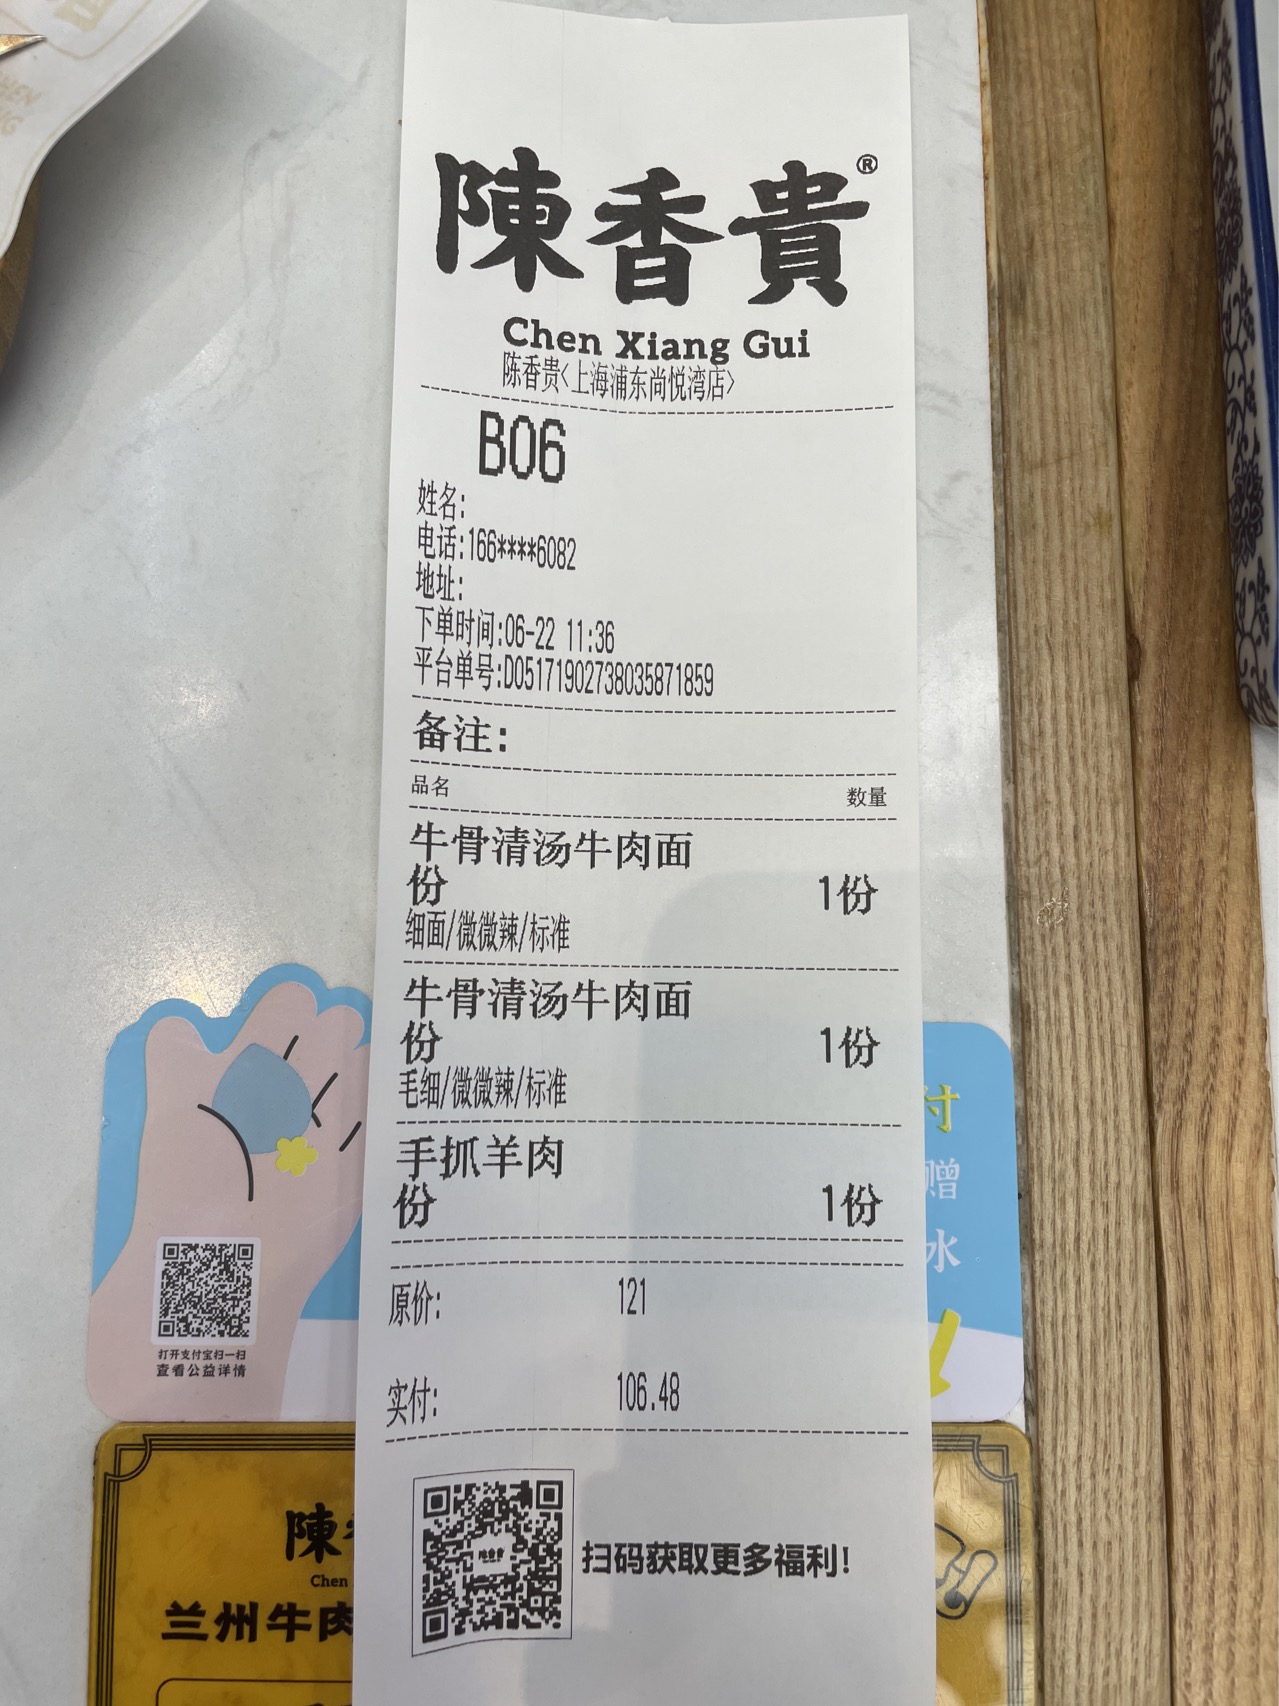 陳香貴®
Chen Xiang Gui
陈香贵<上海浦东尚悦湾店>
B06
姓名:
电话:166****6082
地址:
下单时间:06-22 11:36
平台单号:D05171902738035871859
备注:
品名 数量
牛骨清汤牛肉面
份 1份
细面/微微辣/标准
牛骨清汤牛肉面
份 1份
毛细/微微辣/标准
手抓羊肉
份 1份
原价: 121
实付: 106.48
扫码获取更多福利!
付
赠
水
打开支付宝扫一扫
查看公益详情
陳
Chen
兰州牛肉